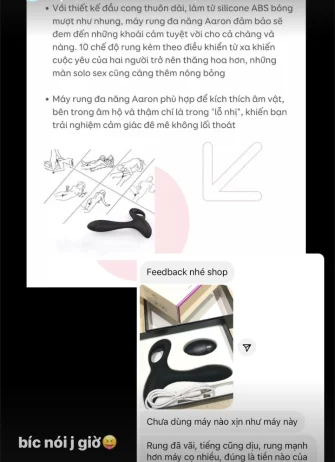 • Với thiết kế đầu cong thuôn dài, làm từ silicone ABS bóng
mượt như nhung, máy rung đa năng Aaron đảm bảo sẽ
đem đến những khoái cảm tuyệt vời cho cả chàng và
nàng. 10 chế độ rung kèm theo điều khiển từ xa khiến
cuộc yêu của hai người trở nên thăng hoa hơn, những
màn solo sex cũng càng thêm nóng bỏng
• Máy rung đa năng Aaron phù hợp để kích thích âm vật,
bên trong âm hộ và thậm chí là trong "lỗ nhị", khiến bạn
trải nghiệm cảm giác đê mê không lối thoát
Feedback nhé shop
Chưa dùng máy nào xịn như máy này
bíc nói j giờ😛
Rung đã vãi, tiếng cũng dịu, rung mạnh
hơn máy cọ nhiều, đúng là tiền nào của